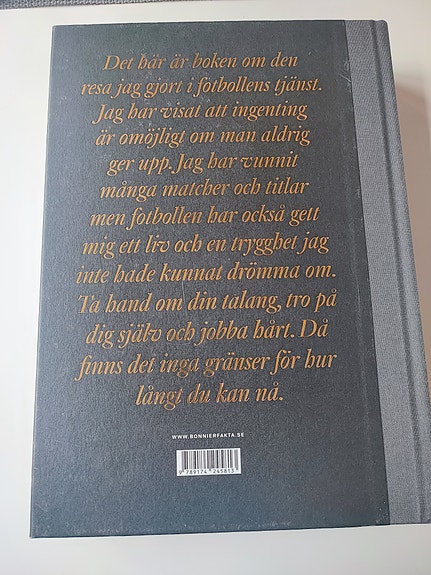 Det här är boken om den
resa jag gjort i fotbollens tjänst.
Jag har visat att ingenting
är omöjligt om man aldrig
ger upp. Jag har vunnit
många matcher och titlar
men fotbollen har också gett
mig ett liv och en trygghet jag
inte hade kunnat drömma om.
Ta hand om din talang, tro på
dig själv och jobba hårt. Då
finns det inga gränser för hur
långt du kan nå.
WWW.BONNIERFAKTA.SE
9 789174 245813